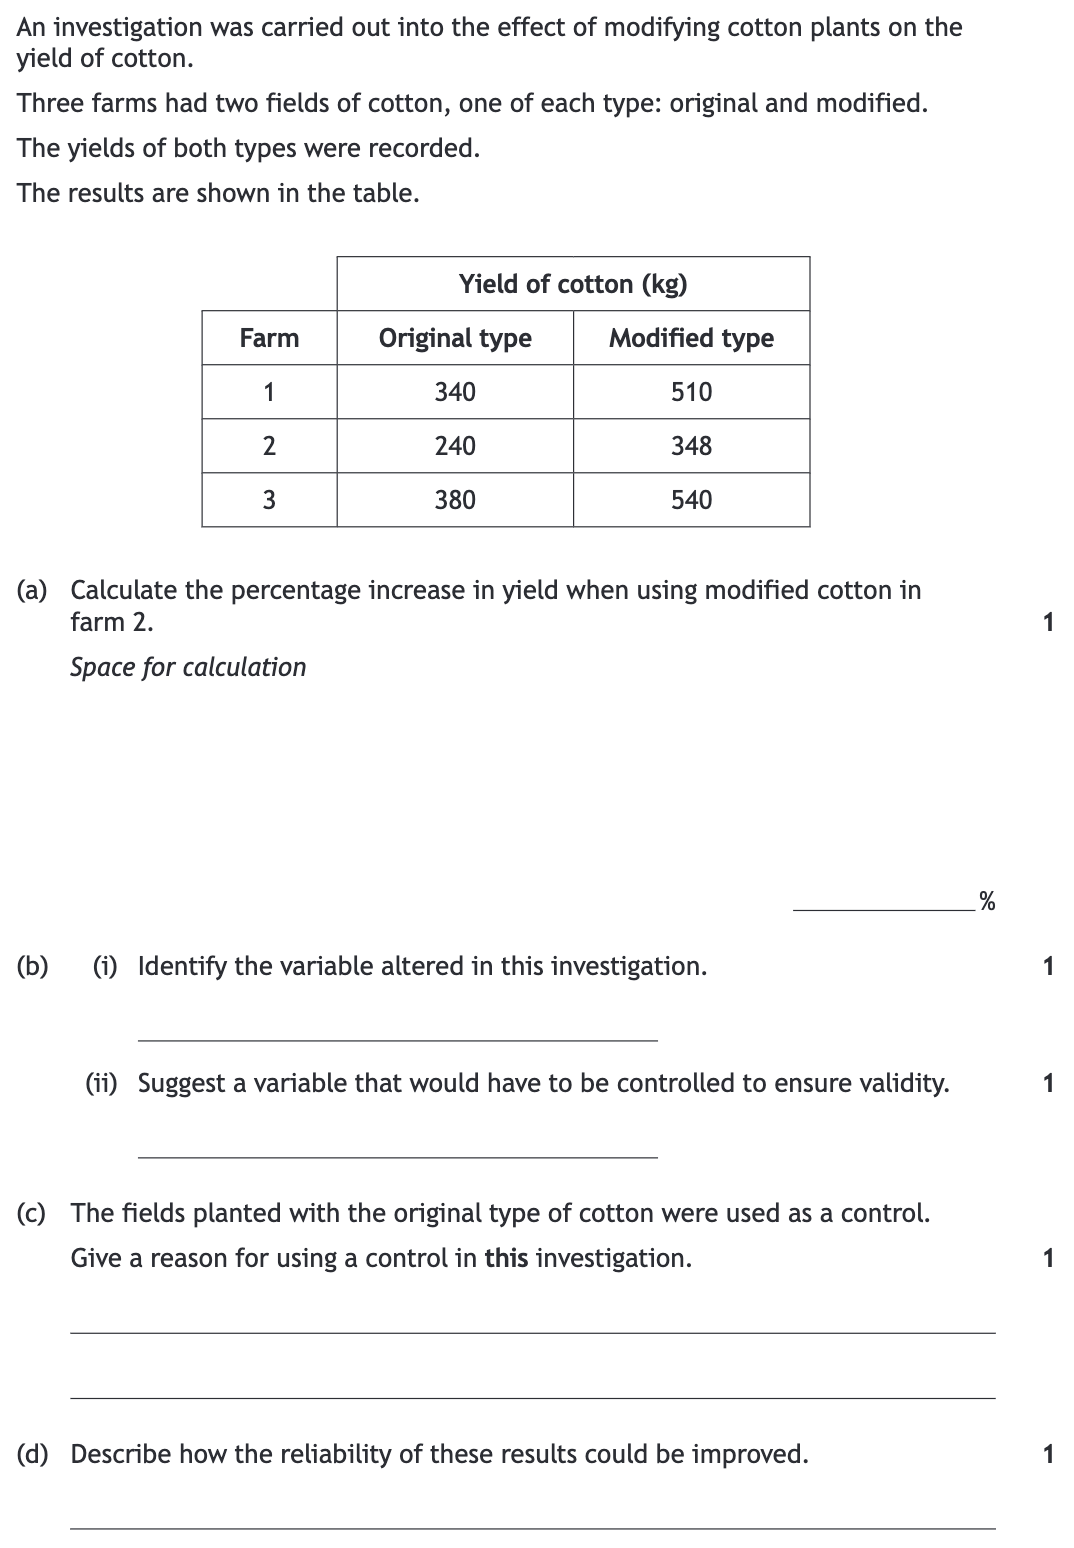 An investigation was carried out into the effect of modifying cotton plants on the
yield of cotton.
Three farms had two fields of cotton, one of each type: original and modified.
The yields of both types were recorded.
The results are shown in the table.
Yield of cotton (kg)
Farm Original type Modified type
1 340 510
2 240 348
3 380 540
(a) Calculate the percentage increase in yield when using modified cotton in
farm 2. 1
Space for calculation
%
(b) (i) Identify the variable altered in this investigation. 1
(ii) Suggest a variable that would have to be controlled to ensure validity. 1
(c) The fields planted with the original type of cotton were used as a control.
Give a reason for using a control in this investigation. 1
(d) Describe how the reliability of these results could be improved. 1